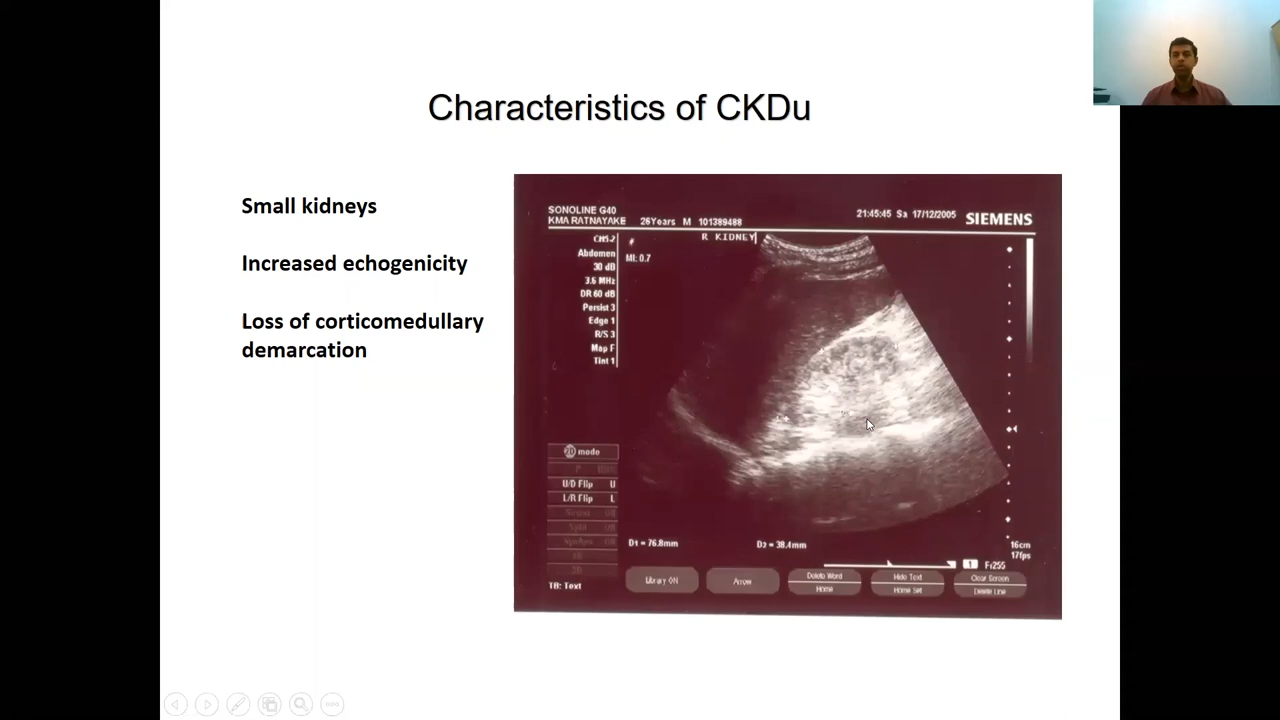 Characteristics of CKDu
Small kidneys
Increased echogenicity
Loss of corticomedullary
demarcation
SONOLINE G40
KMA RATNAYAKE 26Years M 101389488
21:45:45 Sa 17/12/2005
SIEMENS
R KIDNEY
CH5-2
Abdomen
30 dB
3.6 MHz
DR 60 dB
Persist 3
Edge 1
R/S 3
Map F
Tint 1
MI: 0.7
2D mode
U/D Flip U
L/R Flip L
D1 = 76.8mm
D2 = 38.4mm
16cm
17fps
1 Fr255
TB: Text
Library ON
Arrow
Delete Word
Home
Hide Text
Home Set
Clear Screen
Delete Line